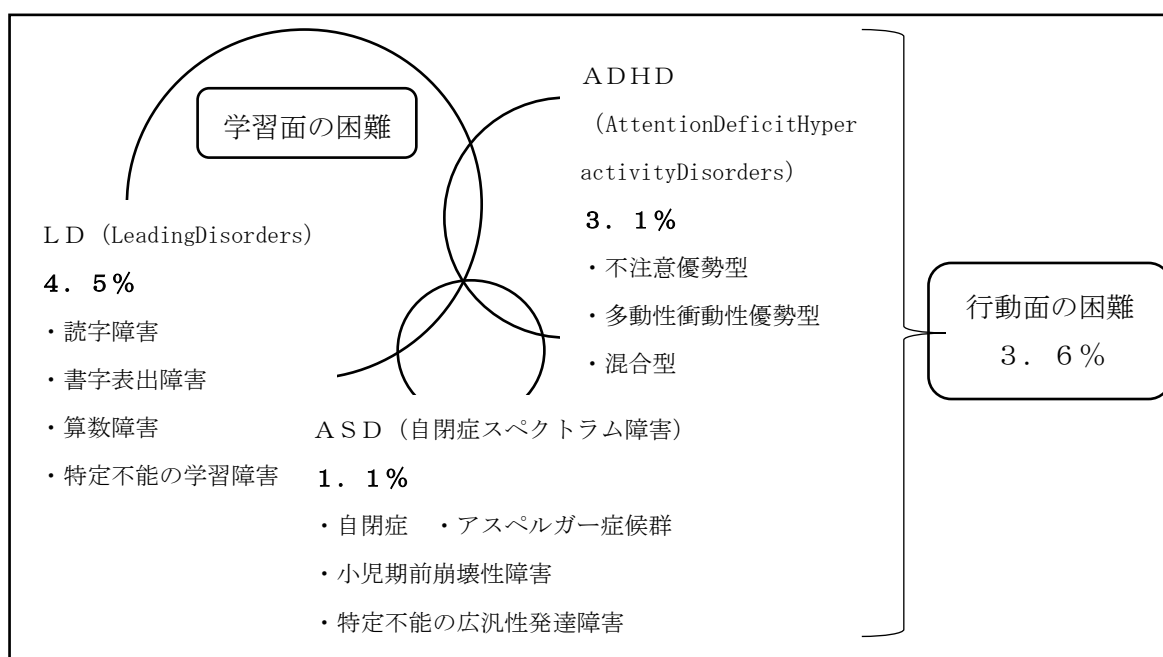 学習面の困難
LD（LeadingDisorders）
4．5％
・読字障害
・書字表出障害
・算数障害
・特定不能の学習障害
ADHD
（AttentionDeficitHyper
activityDisorders）
3．1％
・不注意優勢型
・多動性衝動性優勢型
・混合型
ASD（自閉症スペクトラム障害）
1．1％
・自閉症　・アスペルガー症候群
・小児期前崩壊性障害
・特定不能の広汎性発達障害
行動面の困難
3．6％